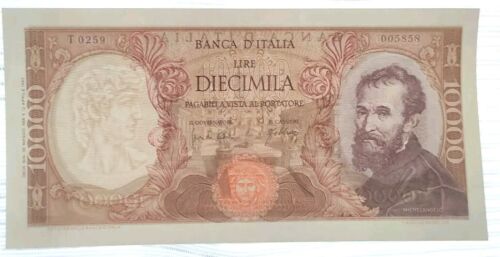 T 0259
005858
BANCA D'ITALIA
LIRE
DIECIMILA
PAGABILI A VISTA AL PORTATORE
IL GOVERNATORE
IL CASSIERE
10000
10000
MICHELANGELO